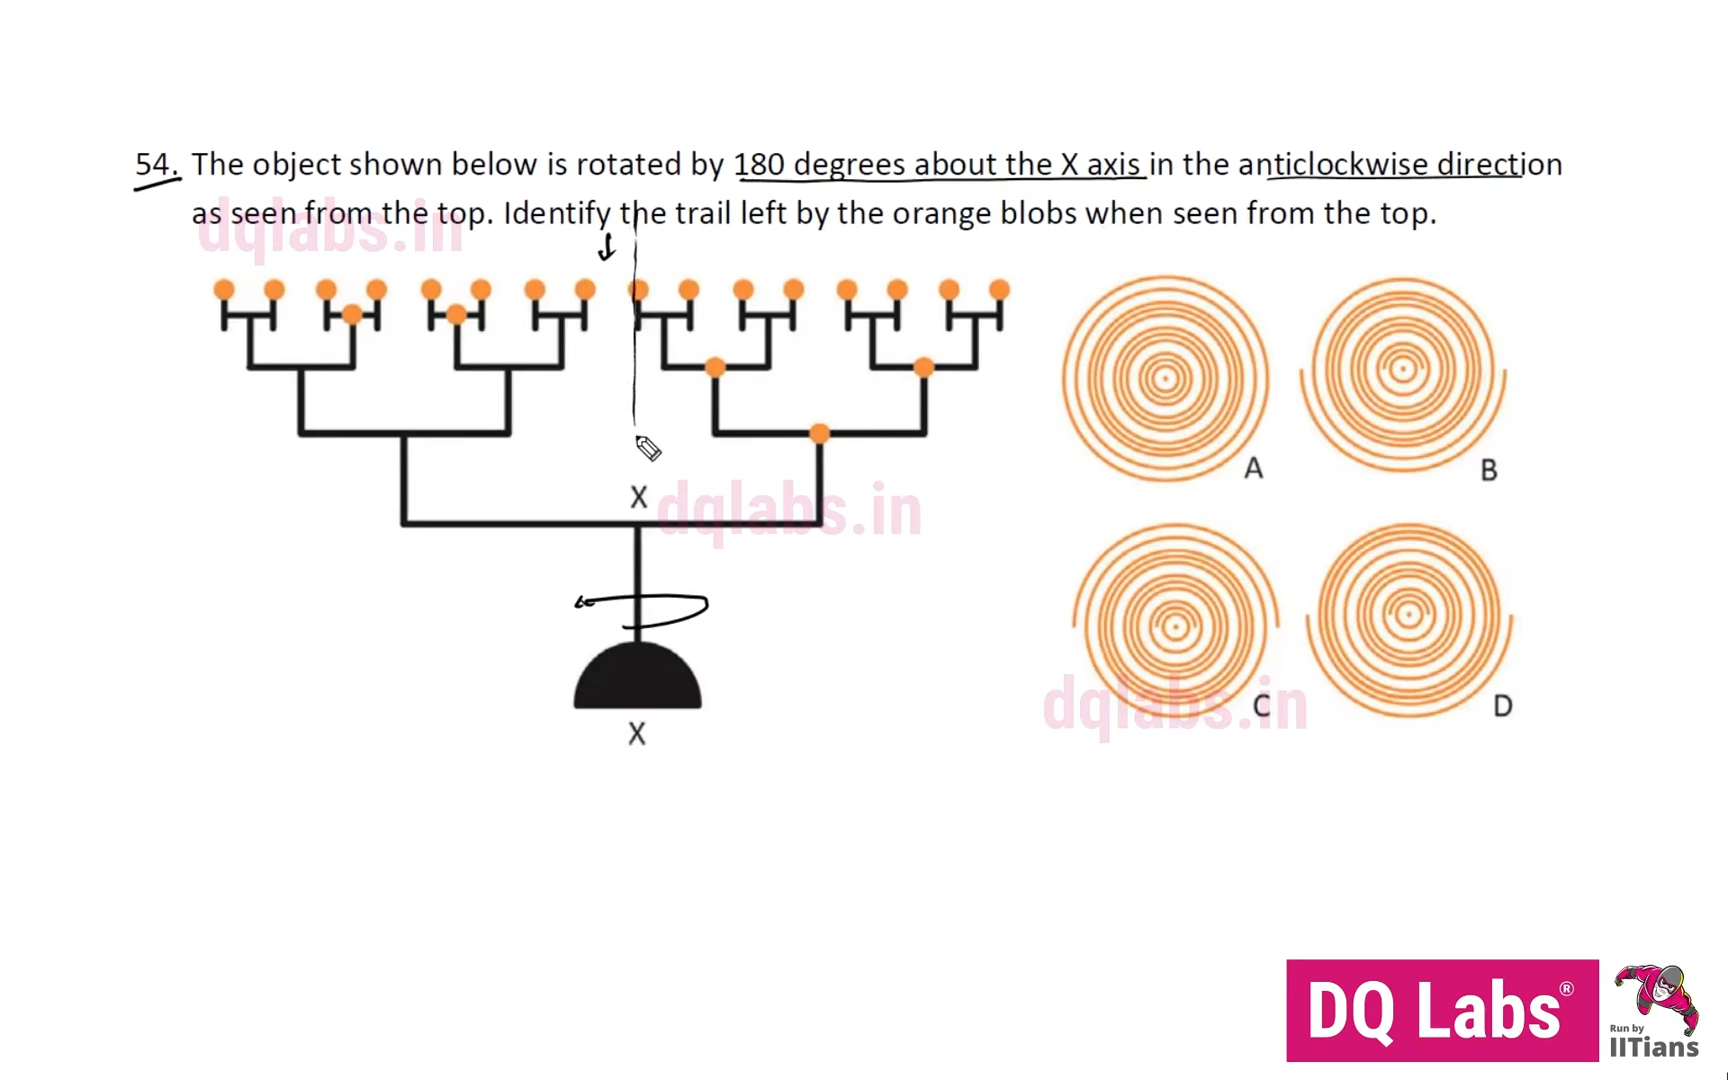 54. The object shown below is rotated by 180 degrees about the X axis in the anticlockwise direction
as seen from the top. Identify the trail left by the orange blobs when seen from the top.
dqlabs.in
A
B
X
dqlabs.in
dqlabs.in
C
D
X
DQ Labs®
Run by
IITians